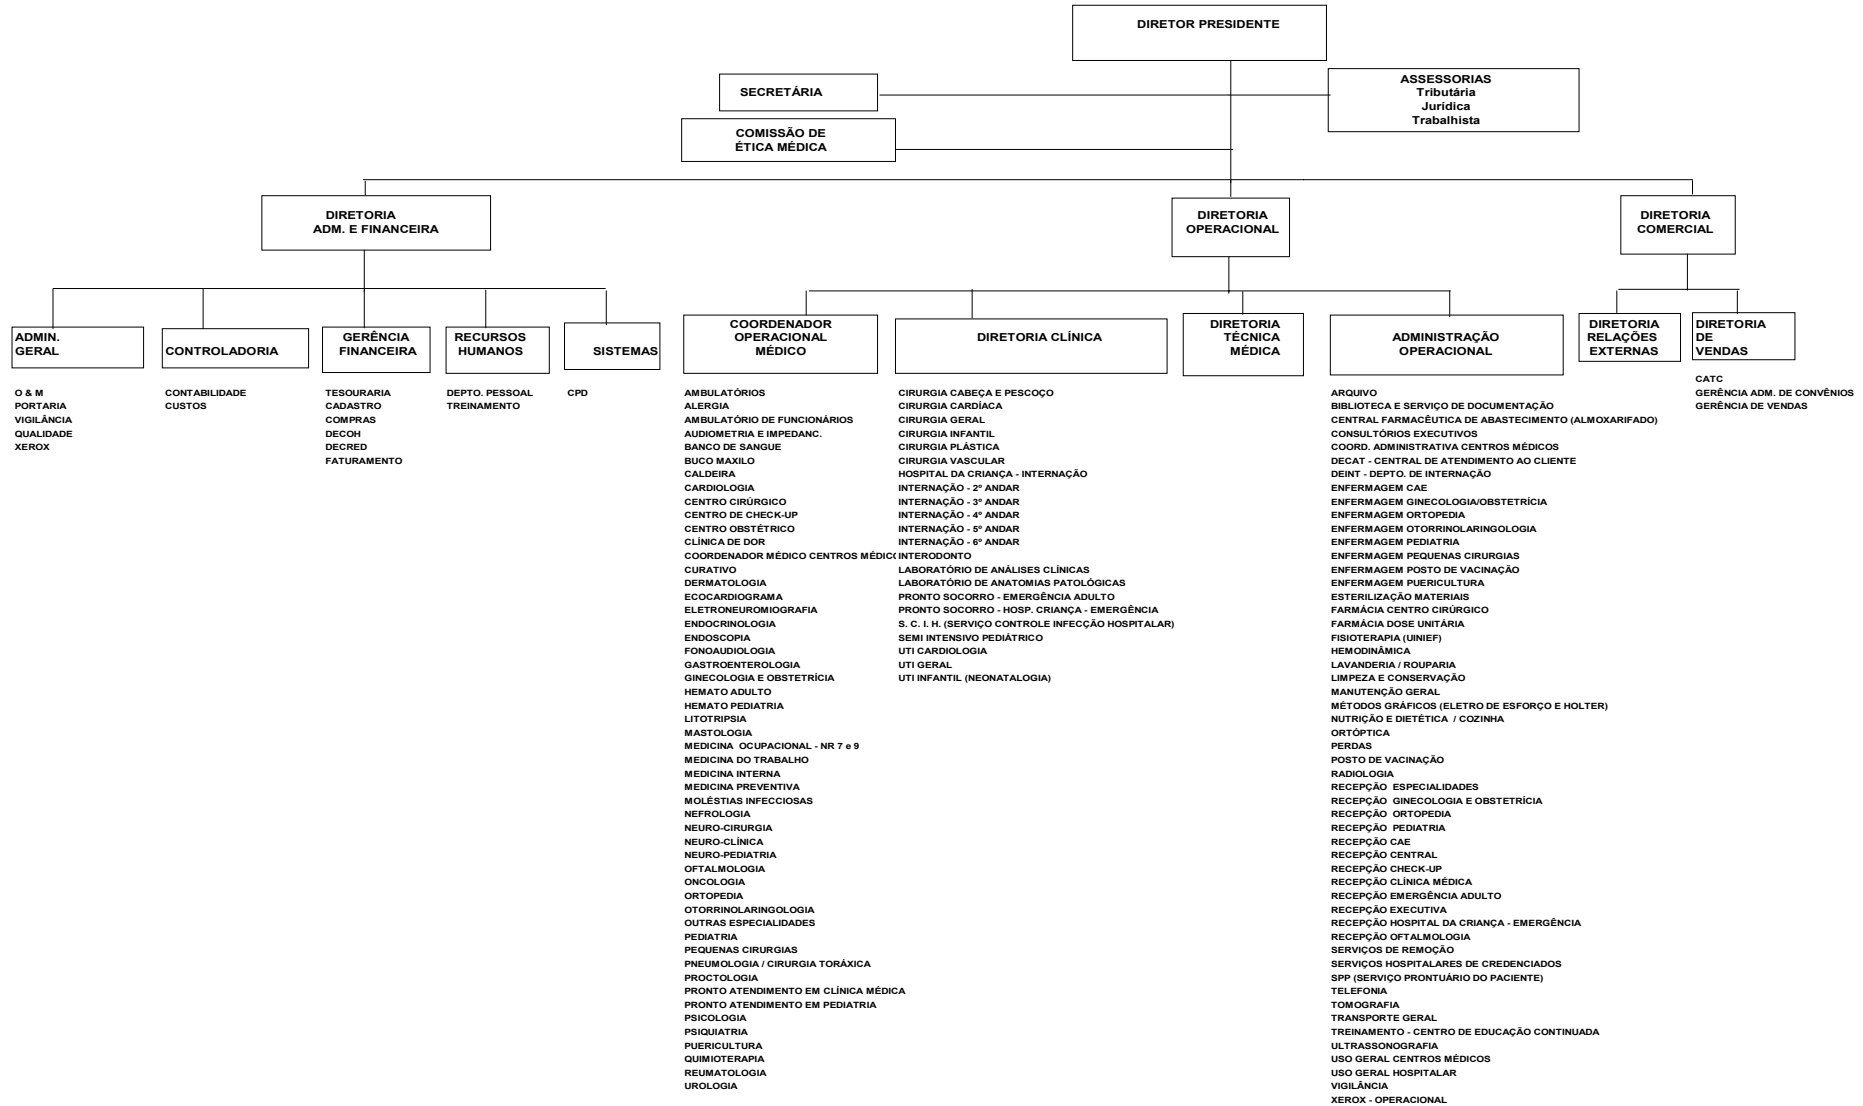 DIRETOR PRESIDENTE
SECRETÁRIA
ASSESSORIAS
Tributária
Jurídica
Trabalhista
COMISSÃO DE
ÉTICA MÉDICA
DIRETORIA
ADM. E FINANCEIRA
DIRETORIA
OPERACIONAL
DIRETORIA
COMERCIAL
ADMIN.
GERAL
CONTROLADORIA
GERÊNCIA
FINANCEIRA
RECURSOS
HUMANOS
SISTEMAS
COORDENADOR
OPERACIONAL
MÉDICO
DIRETORIA CLÍNICA
DIRETORIA
TÉCNICA
MÉDICA
ADMINISTRAÇÃO
OPERACIONAL
DIRETORIA
RELAÇÕES
EXTERNAS
DIRETORIA
DE
VENDAS
O & M
PORTARIA
VIGILÂNCIA
QUALIDADE
XEROX
CONTABILIDADE
CUSTOS
TESOURARIA
CADASTRO
COMPRAS
DECOH
DECRED
FATURAMENTO
DEPTO. PESSOAL
TREINAMENTO
CPD
AMBULATÓRIOS
ALERGIA
AMBULATÓRIO DE FUNCIONÁRIOS
AUDIOMETRIA E IMPEDANC.
BANCO DE SANGUE
BUCO MAXILO
CALDEIRA
CARDIOLOGIA
CENTRO CIRÚRGICO
CENTRO DE CHECK-UP
CENTRO OBSTÉTRICO
CLÍNICA DE DOR
COORDENADOR MÉDICO CENTROS MÉDIC
CURATIVO
DERMATOLOGIA
ECOCARDIOGRAMA
ELETRONEUROMIOGRAFIA
ENDOCRINOLOGIA
ENDOSCOPIA
FONOAUDIOLOGIA
GASTROENTEROLOGIA
GINECOLOGIA E OBSTETRÍCIA
HEMATO ADULTO
HEMATO PEDIATRIA
LITOTRIPSIA
MASTOLOGIA
MEDICINA OCUPACIONAL - NR 7 e 9
MEDICINA DO TRABALHO
MEDICINA INTERNA
MEDICINA PREVENTIVA
MOLÉSTIAS INFECCIOSAS
NEFROLOGIA
NEURO-CIRURGIA
NEURO-CLÍNICA
NEURO-PEDIATRIA
OFTALMOLOGIA
ONCOLOGIA
ORTOPEDIA
OTORRINOLARINGOLOGIA
OUTRAS ESPECIALIDADES
PEDIATRIA
PEQUENAS CIRURGIAS
PNEUMOLOGIA / CIRURGIA TORÁXICA
PROCTOLOGIA
PRONTO ATENDIMENTO EM CLÍNICA MÉDICA
PRONTO ATENDIMENTO EM PEDIATRIA
PSICOLOGIA
PSIQUIATRIA
PUERICULTURA
QUIMIOTERAPIA
REUMATOLOGIA
UROLOGIA
CIRURGIA CABEÇA E PESCOÇO
CIRURGIA CARDÍACA
CIRURGIA GERAL
CIRURGIA INFANTIL
CIRURGIA PLÁSTICA
CIRURGIA VASCULAR
HOSPITAL DA CRIANÇA - INTERNAÇÃO
INTERNAÇÃO - 2º ANDAR
INTERNAÇÃO - 3º ANDAR
INTERNAÇÃO - 4º ANDAR
INTERNAÇÃO - 5º ANDAR
INTERNAÇÃO - 6º ANDAR
INTERODONTO
LABORATÓRIO DE ANÁLISES CLÍNICAS
LABORATÓRIO DE ANATOMIAS PATOLÓGICAS
PRONTO SOCORRO - EMERGÊNCIA ADULTO
PRONTO SOCORRO - HOSP. CRIANÇA - EMERGÊNCIA
S. C. I. H. (SERVIÇO CONTROLE INFECÇÃO HOSPITALAR)
SEMI INTENSIVO PEDIÁTRICO
UTI CARDIOLOGIA
UTI GERAL
UTI INFANTIL (NEONATALOGIA)
ARQUIVO
BIBLIOTECA E SERVIÇO DE DOCUMENTAÇÃO
CENTRAL FARMACÊUTICA DE ABASTECIMENTO (ALMOXARIFADO)
CONSULTÓRIOS EXECUTIVOS
COORD. ADMINISTRATIVA CENTROS MÉDICOS
DECAT - CENTRAL DE ATENDIMENTO AO CLIENTE
DEINT - DEPTO. DE INTERNAÇÃO
ENFERMAGEM CAE
ENFERMAGEM GINECOLOGIA/OBSTETRÍCIA
ENFERMAGEM ORTOPEDIA
ENFERMAGEM OTORRINOLARINGOLOGIA
ENFERMAGEM PEDIATRIA
ENFERMAGEM PEQUENAS CIRURGIAS
ENFERMAGEM POSTO DE VACINAÇÃO
ENFERMAGEM PUERICULTURA
ESTERILIZAÇÃO MATERIAIS
FARMÁCIA CENTRO CIRÚRGICO
FARMÁCIA DOSE UNITÁRIA
FISIOTERAPIA (UINIEF)
HEMODINÂMICA
LAVANDERIA / ROUPARIA
LIMPEZA E CONSERVAÇÃO
MANUTENÇÃO GERAL
MÉTODOS GRÁFICOS (ELETRO DE ESFORÇO E HOLTER)
NUTRIÇÃO E DIETÉTICA / COZINHA
ORTÓPTICA
PERDAS
POSTO DE VACINAÇÃO
RADIOLOGIA
RECEPÇÃO ESPECIALIDADES
RECEPÇÃO GINECOLOGIA E OBSTETRÍCIA
RECEPÇÃO ORTOPEDIA
RECEPÇÃO PEDIATRIA
RECEPÇÃO CAE
RECEPÇÃO CENTRAL
RECEPÇÃO CHECK-UP
RECEPÇÃO CLÍNICA MÉDICA
RECEPÇÃO EMERGÊNCIA ADULTO
RECEPÇÃO EXECUTIVA
RECEPÇÃO HOSPITAL DA CRIANÇA - EMERGÊNCIA
RECEPÇÃO OFTALMOLOGIA
SERVIÇOS DE REMOÇÃO
SERVIÇOS HOSPITALARES DE CREDENCIADOS
SPP (SERVIÇO PRONTUÁRIO DO PACIENTE)
TELEFONIA
TOMOGRAFIA
TRANSPORTE GERAL
TREINAMENTO - CENTRO DE EDUCAÇÃO CONTINUADA
ULTRASSONOGRAFIA
USO GERAL CENTROS MÉDICOS
USO GERAL HOSPITALAR
VIGILÂNCIA
XEROX - OPERACIONAL
CATC
GERÊNCIA ADM. DE CONVÊNIOS
GERÊNCIA DE VENDAS